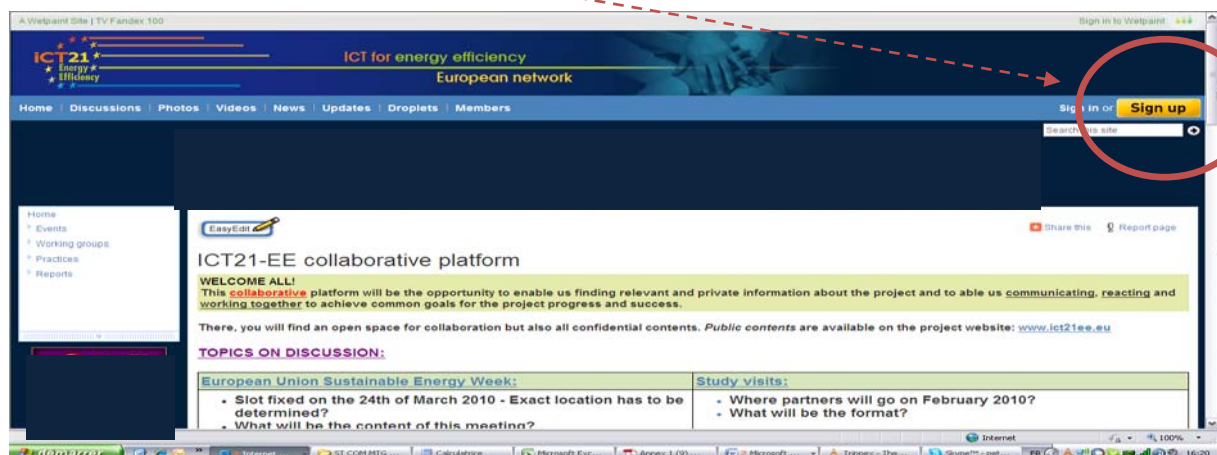 A Wetpaint Site | TV Fandex 100
Sign in to Wetpaint
ICT21
Energy
Efficiency
ICT for energy efficiency
European network
Home | Discussions | Photos | Videos | News | Updates | Droplets | Members
Sign in or Sign up
Search this site
Home
Events
Working groups
Practices
Reports
EasyEdit
Share this
Report page
ICT21-EE collaborative platform
WELCOME ALL!
This collaborative platform will be the opportunity to enable us finding relevant and private information about the project and to able us communicating, reacting and
working together to achieve common goals for the project progress and success.
There, you will find an open space for collaboration but also all confidential contents. Public contents are available on the project website: www.ict21ee.eu
TOPICS ON DISCUSSION:
European Union Sustainable Energy Week:
• Slot fixed on the 24th of March 2010 - Exact location has to be
determined?
• What will be the content of this meeting?
Study visits:
• Where partners will go on February 2010?
• What will be the format?
Internet
100%
démarrer
Internet
ST COM MTG ...
Calculatrice
Microsoft Exc...
Annex 1 (9)...
Microsoft ...
Skype™ - ...
FR
16:20